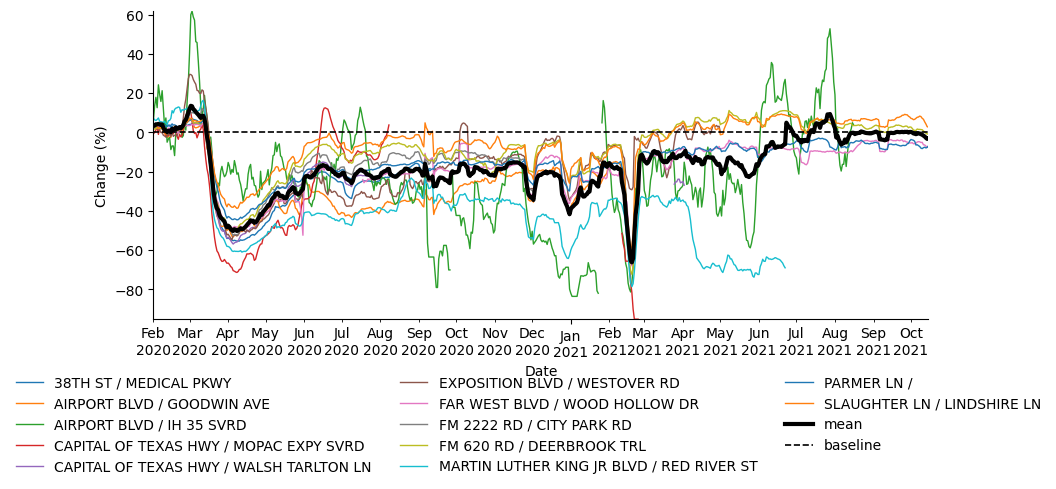 60
40
20
0
−20
−40
−60
−80
Change (%)
Feb Mar Apr May Jun Jul Aug Sep Oct Nov Dec Jan Feb Mar Apr May Jun Jul Aug Sep Oct
2020 2020 2020 2020 2020 2020 2020 2020 2020 2020 2020 2021 2021 2021 2021 2021 2021 2021 2021 2021 2021
Date
38TH ST / MEDICAL PKWY
AIRPORT BLVD / GOODWIN AVE
AIRPORT BLVD / IH 35 SVRD
CAPITAL OF TEXAS HWY / MOPAC EXPY SVRD
CAPITAL OF TEXAS HWY / WALSH TARLTON LN
EXPOSITION BLVD / WESTOVER RD
FAR WEST BLVD / WOOD HOLLOW DR
FM 2222 RD / CITY PARK RD
FM 620 RD / DEERBROOK TRL
MARTIN LUTHER KING JR BLVD / RED RIVER ST
PARMER LN /
SLAUGHTER LN / LINDSHIRE LN
mean
baseline